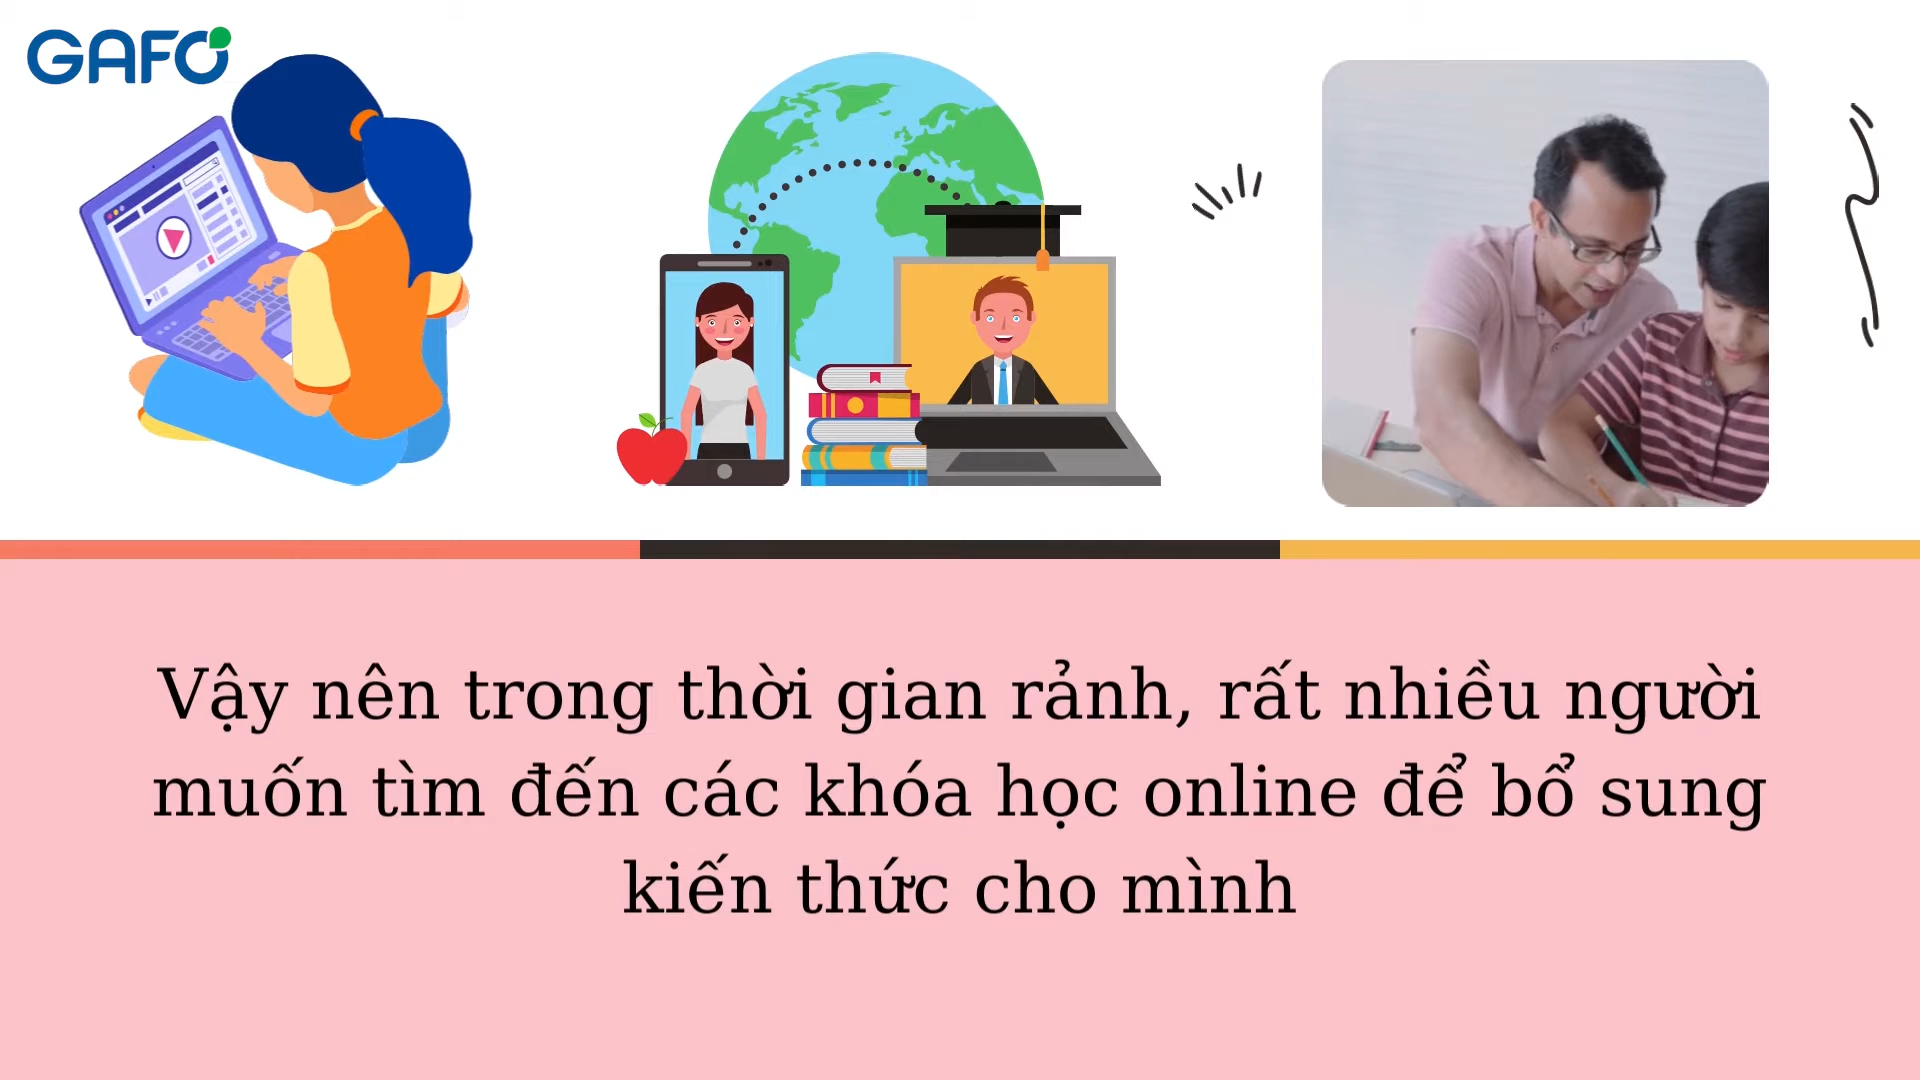 GAFO
Vậy nên trong thời gian rảnh, rất nhiều người
muốn tìm đến các khóa học online để bổ sung
kiến thức cho mình